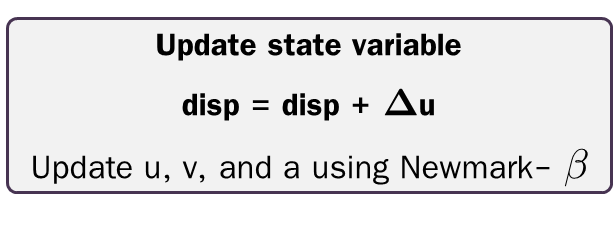 Update state variable
disp = disp + Δu
Update u, v, and a using Newmark– β